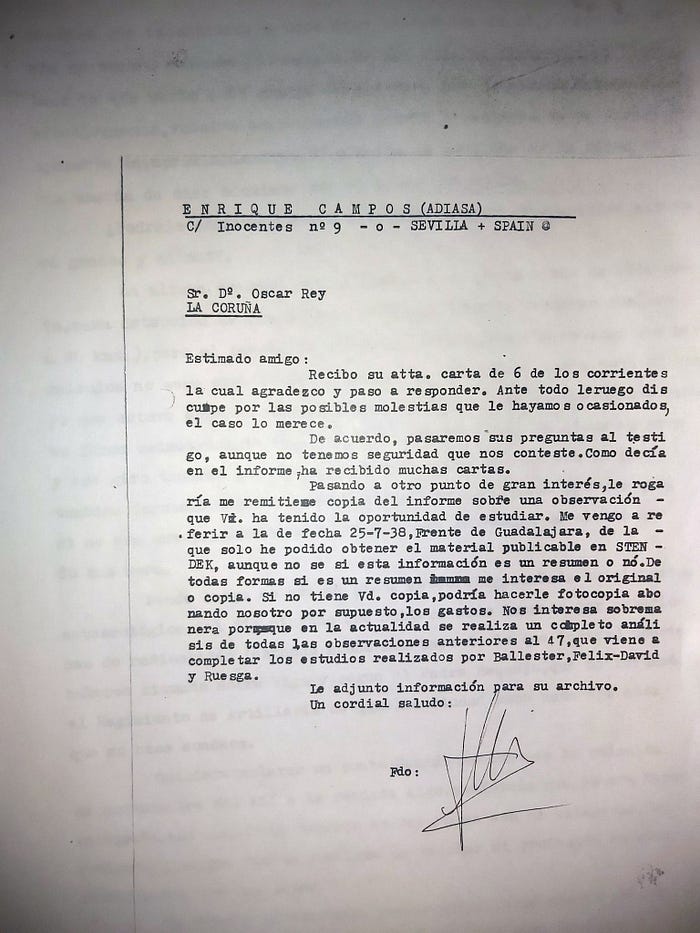 ENRIQUE CAMPOS (ADIASA)
C/ Inocentes nº 9 - o - SEVILLA + SPAIN @
Sr. Dº. Oscar Rey
LA CORUÑA
Estimado amigo:
Recibo su atta. carta de 6 de los corrientes
la cual agradezco y paso a responder. Ante todo leruego dis
cumpe por las posibles molestias que le hayamos ocasionados,
el caso lo merece.
De acuerdo, pasaremos sus preguntas al testi
go, aunque no tenemos seguridad que nos conteste.Como decía
en el informe,ha recibido muchas cartas.
Pasando a otro punto de gran interés,le roga
ría me remitiese copia del informe sobre una observación -
que Vd. ha tenido la oportunidad de estudiar. Me vengo a re
ferir a la de fecha 25-7-38,Frente de Guadalajara, de la -
que solo he podido obtener el material publicable en STEN -
DEK, aunque no se si esta información es un resumen o nó.De
todas formas si es un resumen me interesa el original
o copia. Si no tiene Vd. copia,podría hacerle fotocopia abo
nando nosotro por supuesto,los gastos. Nos interesa sobrema
nera porque en la actualidad se realiza un completo análi
sis de todas las observaciones anteriores al 47,que viene a
completar los estudios realizados por Ballester,Felix-David
y Ruesga.
Le adjunto información para su archivo.
Un cordial saludo:
Fdo: